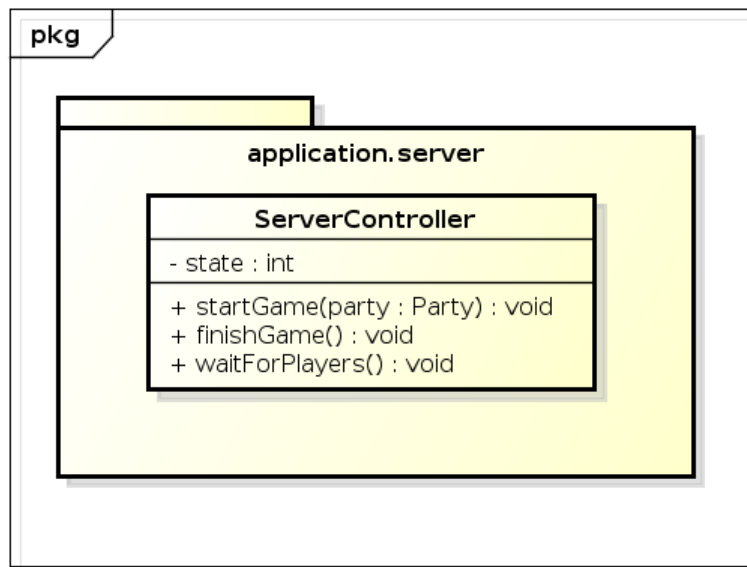 pkg
application.server
ServerController
- state : int
+ startGame(party : Party) : void
+ finishGame() : void
+ waitForPlayers() : void